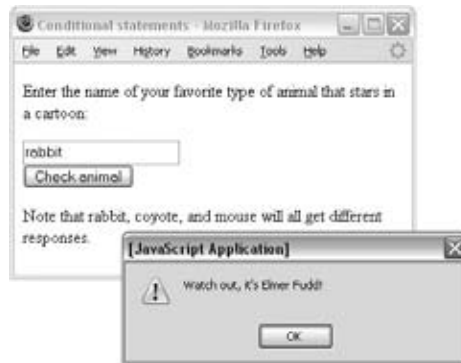 Conditional statements - Mozilla Firefox
File Edit View History Bookmarks Tools Help
Enter the name of your favorite type of animal that stars in
a cartoon:
rabbit
Check animal
Note that rabbit, coyote, and mouse will all get different
responses.
[JavaScript Application]
Watch out, it's Elmer Fudd!
OK